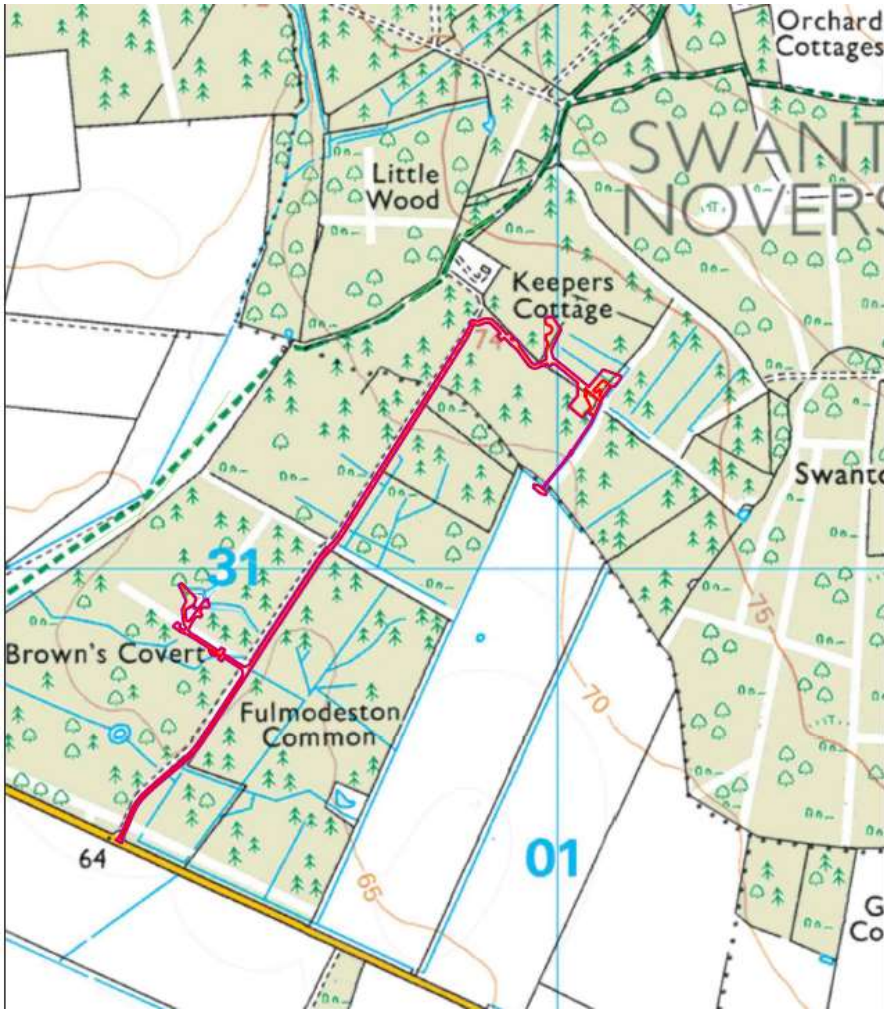 Orchard
Cottages
SWANT
NOVERS
Little
Wood
Keepers
Cottage
74
Swanto
31
75
Brown's Covert
70
Fulmodeston
Common
64
01
65
G
Co